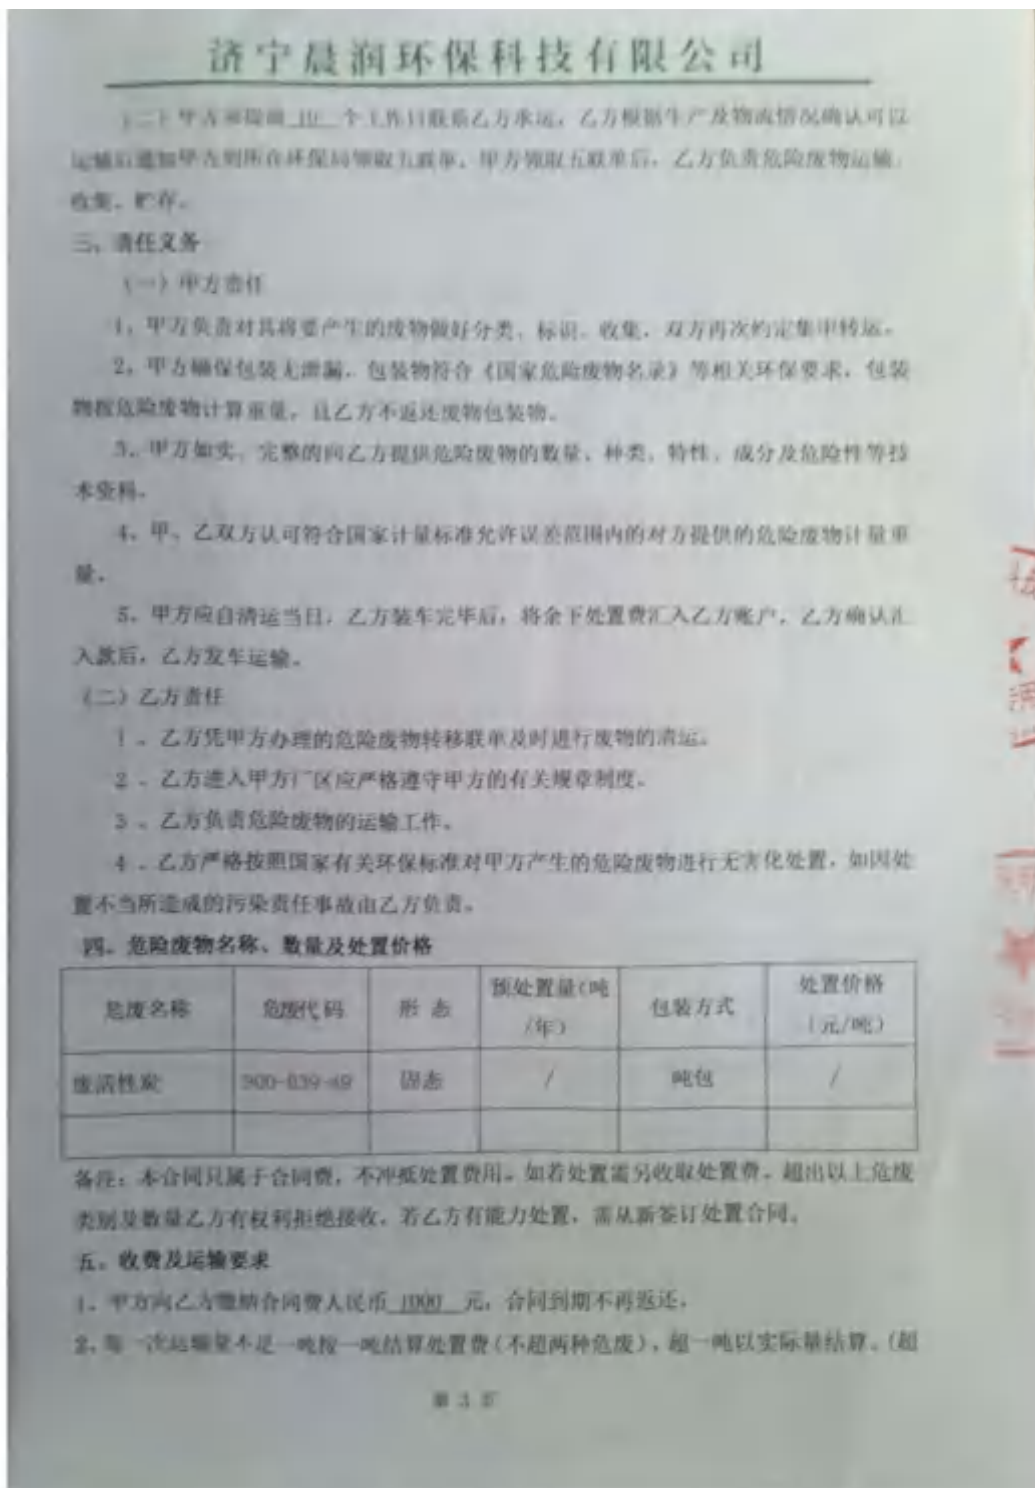 济宁晨润环保科技有限公司
（二）甲方须提前 10 个工作日联系乙方承运，乙方根据生产及物流情况确认可以
运输后通知甲方到所在环保局领取五联单，甲方领取五联单后，乙方负责危险废物运输、
收集、贮存。
三、责任义务
（一）甲方责任
1、甲方负责对其将要产生的废物做好分类、标识、收集，双方再次约定集中转运。
2、甲方确保包装无泄漏，包装物符合《国家危险废物名录》等相关环保要求，包装
物按危险废物计算重量，且乙方不返还废物包装物。
3、甲方如实、完整的向乙方提供危险废物的数量、种类、特性、成分及危险性等技
术资料。
4、甲、乙双方认可符合国家计量标准允许误差范围内的对方提供的危险废物计量重
量。
5、甲方应自清运当日，乙方装车完毕后，将余下处置费汇入乙方账户，乙方确认汇
入款后，乙方发车运输。
（二）乙方责任
1 、乙方凭甲方办理的危险废物转移联单及时进行废物的清运。
2 、乙方进入甲方厂区应严格遵守甲方的有关规章制度。
3 、乙方负责危险废物的运输工作。
4 、乙方严格按照国家有关环保标准对甲方产生的危险废物进行无害化处置，如因处
置不当所造成的污染责任事故由乙方负责。
四、危险废物名称、数量及处置价格
危废名称 危废代码 形 态 预处置量（吨/年） 包装方式 处置价格（元/吨）
废活性炭 900-039-49 固态 / 吨包 /
备注：本合同只属于合同费，不冲抵处置费用。如若处置需另收取处置费。超出以上危废
类别及数量乙方有权利拒绝接收。若乙方有能力处置，需从新签订处置合同。
五、收费及运输要求
1、甲方向乙方缴纳合同费人民币 1000 元，合同到期不再返还。
2、每一次运输量不足一吨按一吨结算处置费（不超两种危废），超一吨以实际量结算。（超
第 3 页